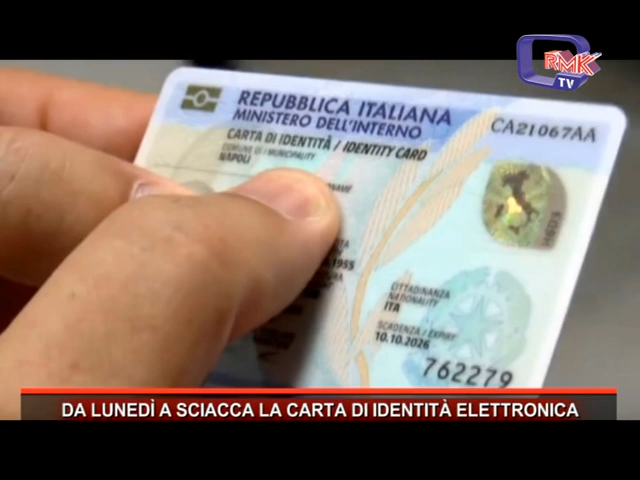 RMK
TV
REPUBBLICA ITALIANA
MINISTERO DELL'INTERNO
CA21067AA
CARTA DI IDENTITÀ / IDENTITY CARD
COMUNE DI / MUNICIPALITY
NAPOLI
CITTADINANZA
NATIONALITY
ITA
SCADENZA / EXPIRY
10.10.2026
762279
DA LUNEDÌ A SCIACCA LA CARTA DI IDENTITÀ ELETTRONICA